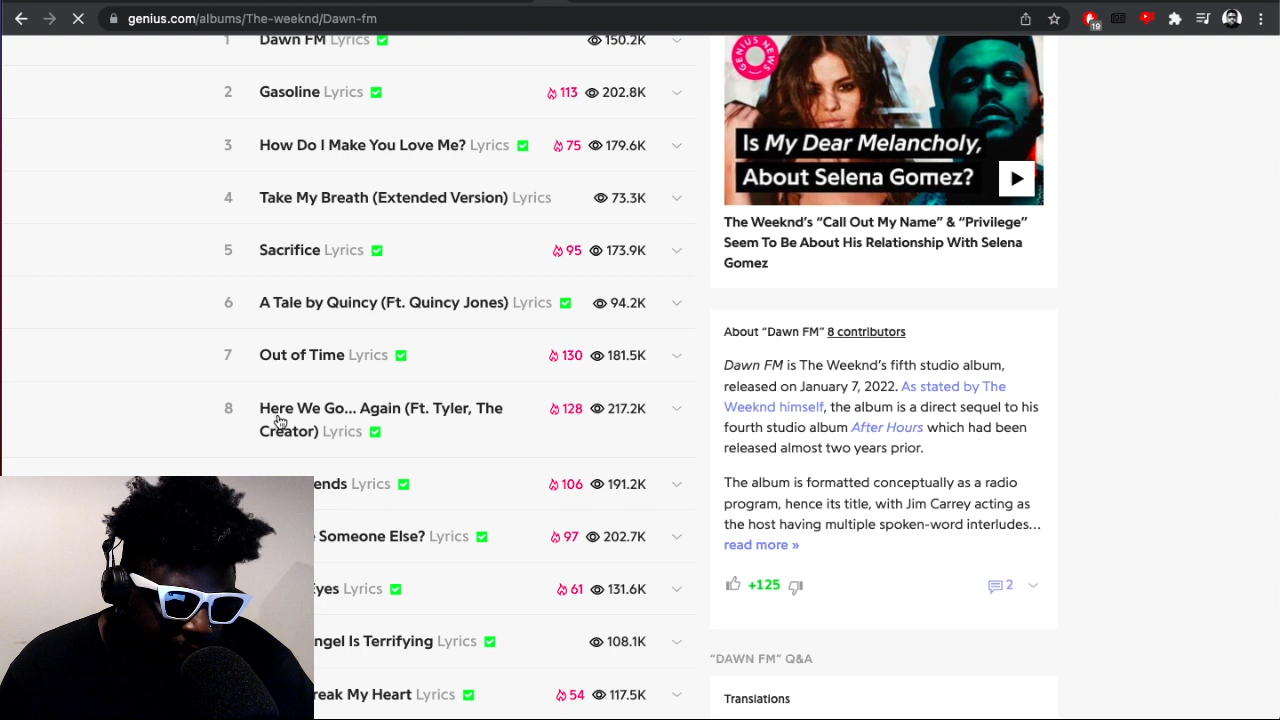 genius.com/albums/The-weeknd/Dawn-fm
19
1 Dawn FM Lyrics 150.2K
2 Gasoline Lyrics 113 202.8K
3 How Do I Make You Love Me? Lyrics 75 179.6K
4 Take My Breath (Extended Version) Lyrics 73.3K
5 Sacrifice Lyrics 95 173.9K
6 A Tale by Quincy (Ft. Quincy Jones) Lyrics 94.2K
7 Out of Time Lyrics 130 181.5K
8 Here We Go... Again (Ft. Tyler, The
Creator) Lyrics 128 217.2K
ends Lyrics 106 191.2K
Someone Else? Lyrics 97 202.7K
yes Lyrics 61 131.6K
ngel Is Terrifying Lyrics 108.1K
reak My Heart Lyrics 54 117.5K
GENIUS NEWS
Is My Dear Melancholy,
About Selena Gomez?
The Weeknd's “Call Out My Name” & “Privilege”
Seem To Be About His Relationship With Selena
Gomez
About “Dawn FM” 8 contributors
Dawn FM is The Weeknd's fifth studio album,
released on January 7, 2022. As stated by The
Weeknd himself, the album is a direct sequel to his
fourth studio album After Hours which had been
released almost two years prior.
The album is formatted conceptually as a radio
program, hence its title, with Jim Carrey acting as
the host having multiple spoken-word interludes...
read more »
+125 2
“DAWN FM” Q&A
Translations